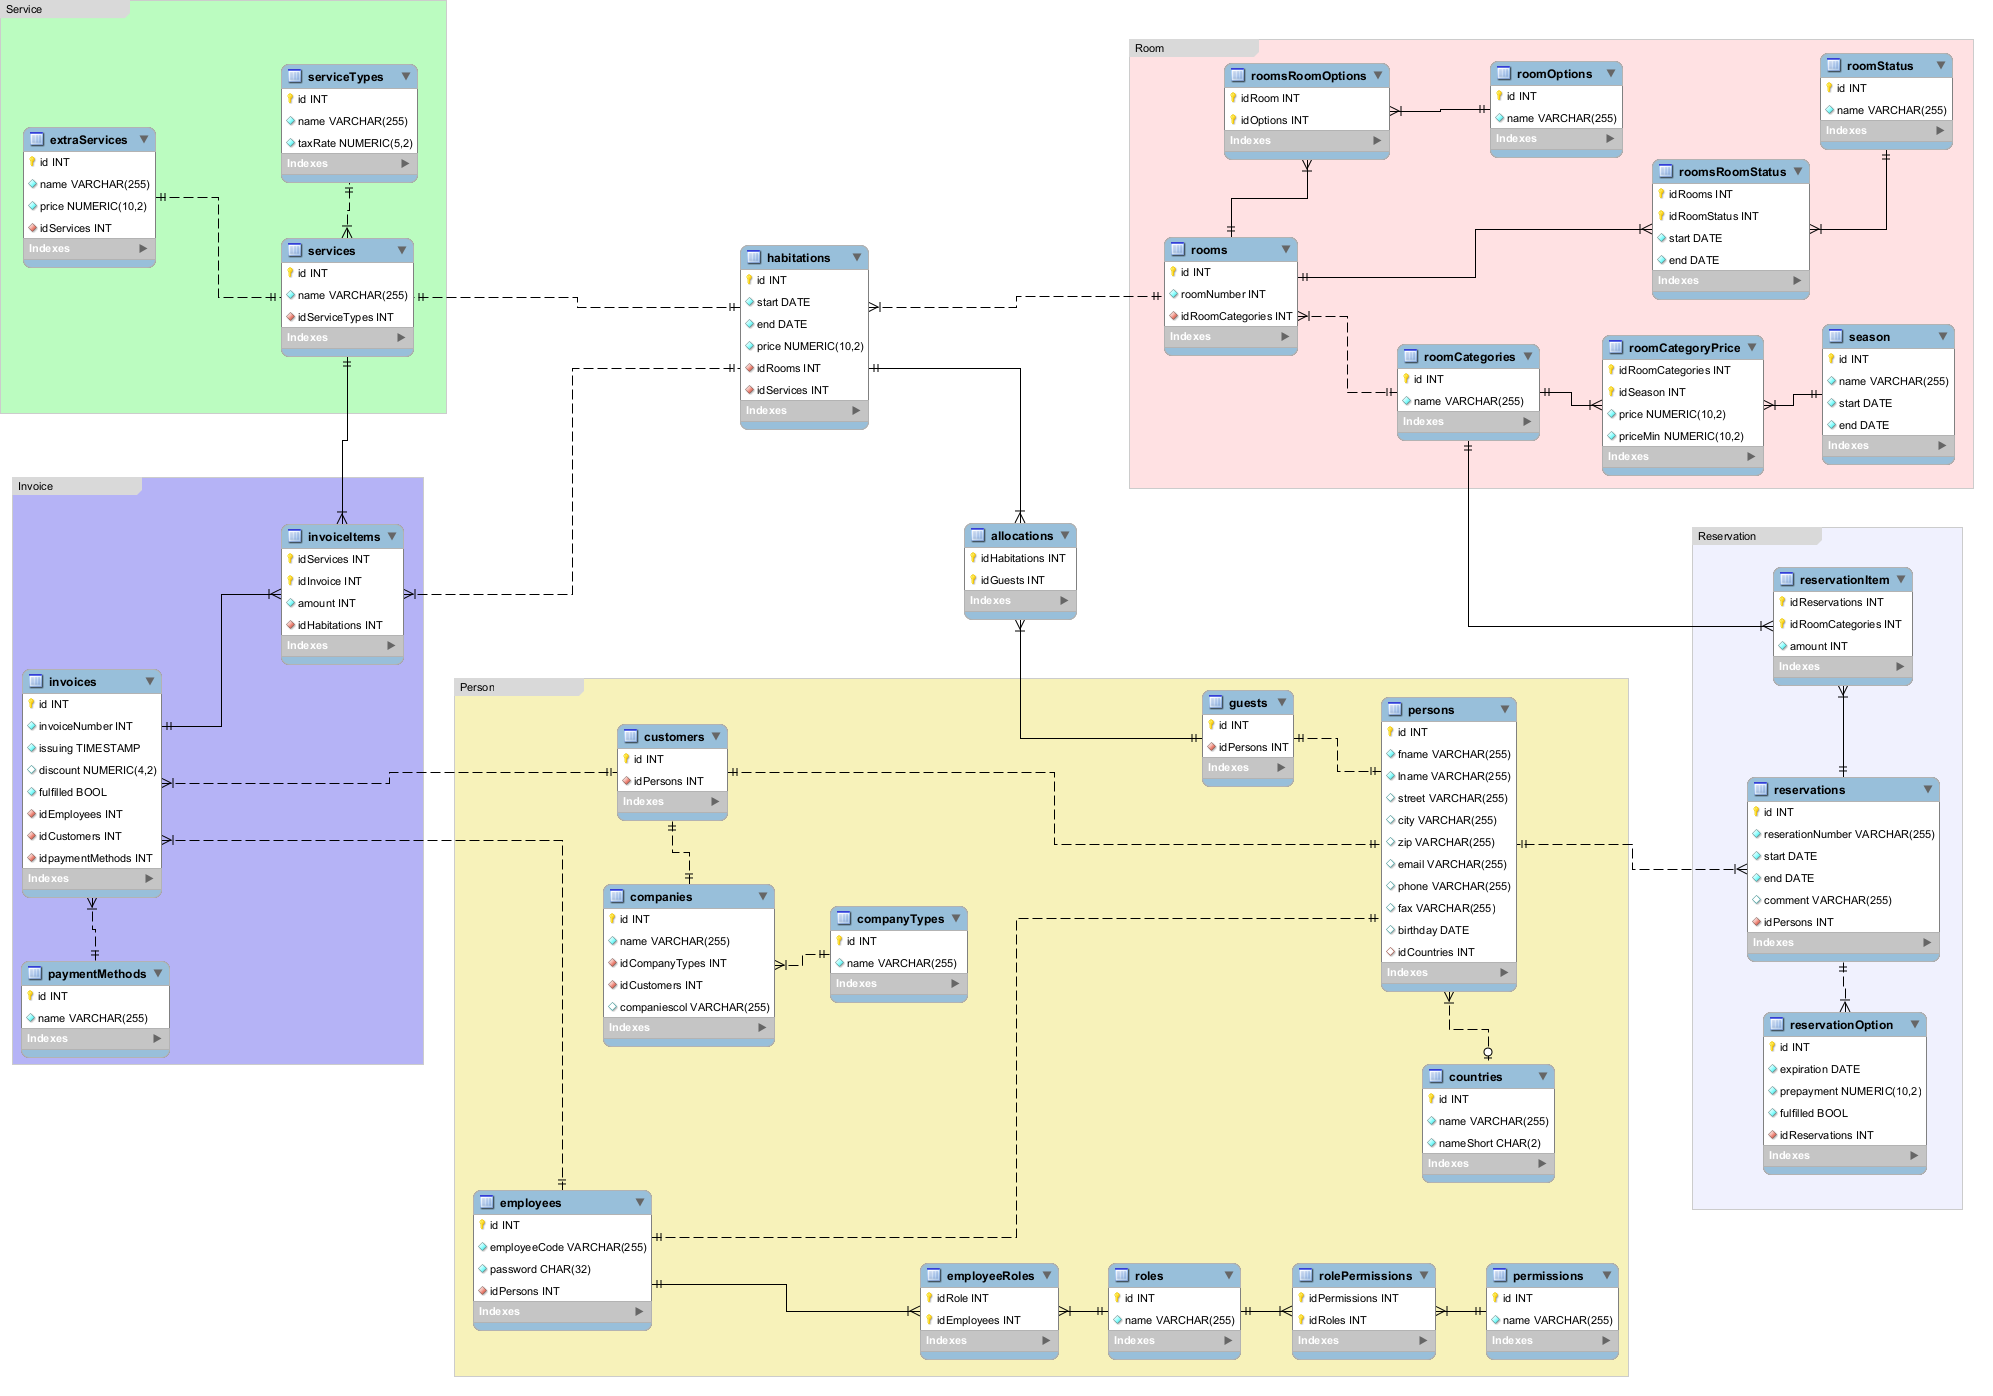 Service
serviceTypes
id INT
name VARCHAR(255)
taxRate NUMERIC(5,2)
Indexes
extraServices
id INT
name VARCHAR(255)
price NUMERIC(10,2)
idServices INT
Indexes
services
id INT
name VARCHAR(255)
idServiceTypes INT
Indexes
habitations
id INT
start DATE
end DATE
price NUMERIC(10,2)
idRooms INT
idServices INT
Indexes
Room
roomsRoomOptions
idRoom INT
idOptions INT
Indexes
roomOptions
id INT
name VARCHAR(255)
Indexes
roomStatus
id INT
name VARCHAR(255)
Indexes
roomsRoomStatus
idRooms INT
idRoomStatus INT
start DATE
end DATE
Indexes
rooms
id INT
roomNumber INT
idRoomCategories INT
Indexes
roomCategories
id INT
name VARCHAR(255)
Indexes
roomCategoryPrice
idRoomCategories INT
idSeason INT
price NUMERIC(10,2)
priceMin NUMERIC(10,2)
Indexes
season
id INT
name VARCHAR(255)
start DATE
end DATE
Indexes
Invoice
invoiceItems
idServices INT
idInvoice INT
amount INT
idHabitations INT
Indexes
invoices
id INT
invoiceNumber INT
issuing TIMESTAMP
discount NUMERIC(4,2)
fulfilled BOOL
idEmployees INT
idCustomers INT
idpaymentMethods INT
Indexes
paymentMethods
id INT
name VARCHAR(255)
Indexes
allocations
idHabitations INT
idGuests INT
Indexes
Reservation
reservationItem
idReservations INT
idRoomCategories INT
amount INT
Indexes
reservations
id INT
reserationNumber VARCHAR(255)
start DATE
end DATE
comment VARCHAR(255)
idPersons INT
Indexes
reservationOption
id INT
expiration DATE
prepayment NUMERIC(10,2)
fulfilled BOOL
idReservations INT
Indexes
Person
customers
id INT
idPersons INT
Indexes
guests
id INT
idPersons INT
Indexes
persons
id INT
fname VARCHAR(255)
lname VARCHAR(255)
street VARCHAR(255)
city VARCHAR(255)
zip VARCHAR(255)
email VARCHAR(255)
phone VARCHAR(255)
fax VARCHAR(255)
birthday DATE
idCountries INT
Indexes
companies
id INT
name VARCHAR(255)
idCompanyTypes INT
idCustomers INT
companiescol VARCHAR(255)
Indexes
companyTypes
id INT
name VARCHAR(255)
Indexes
countries
id INT
name VARCHAR(255)
nameShort CHAR(2)
Indexes
employees
id INT
employeeCode VARCHAR(255)
password CHAR(32)
idPersons INT
Indexes
employeeRoles
idRole INT
idEmployees INT
Indexes
roles
id INT
name VARCHAR(255)
Indexes
rolePermissions
idPermissions INT
idRoles INT
Indexes
permissions
id INT
name VARCHAR(255)
Indexes